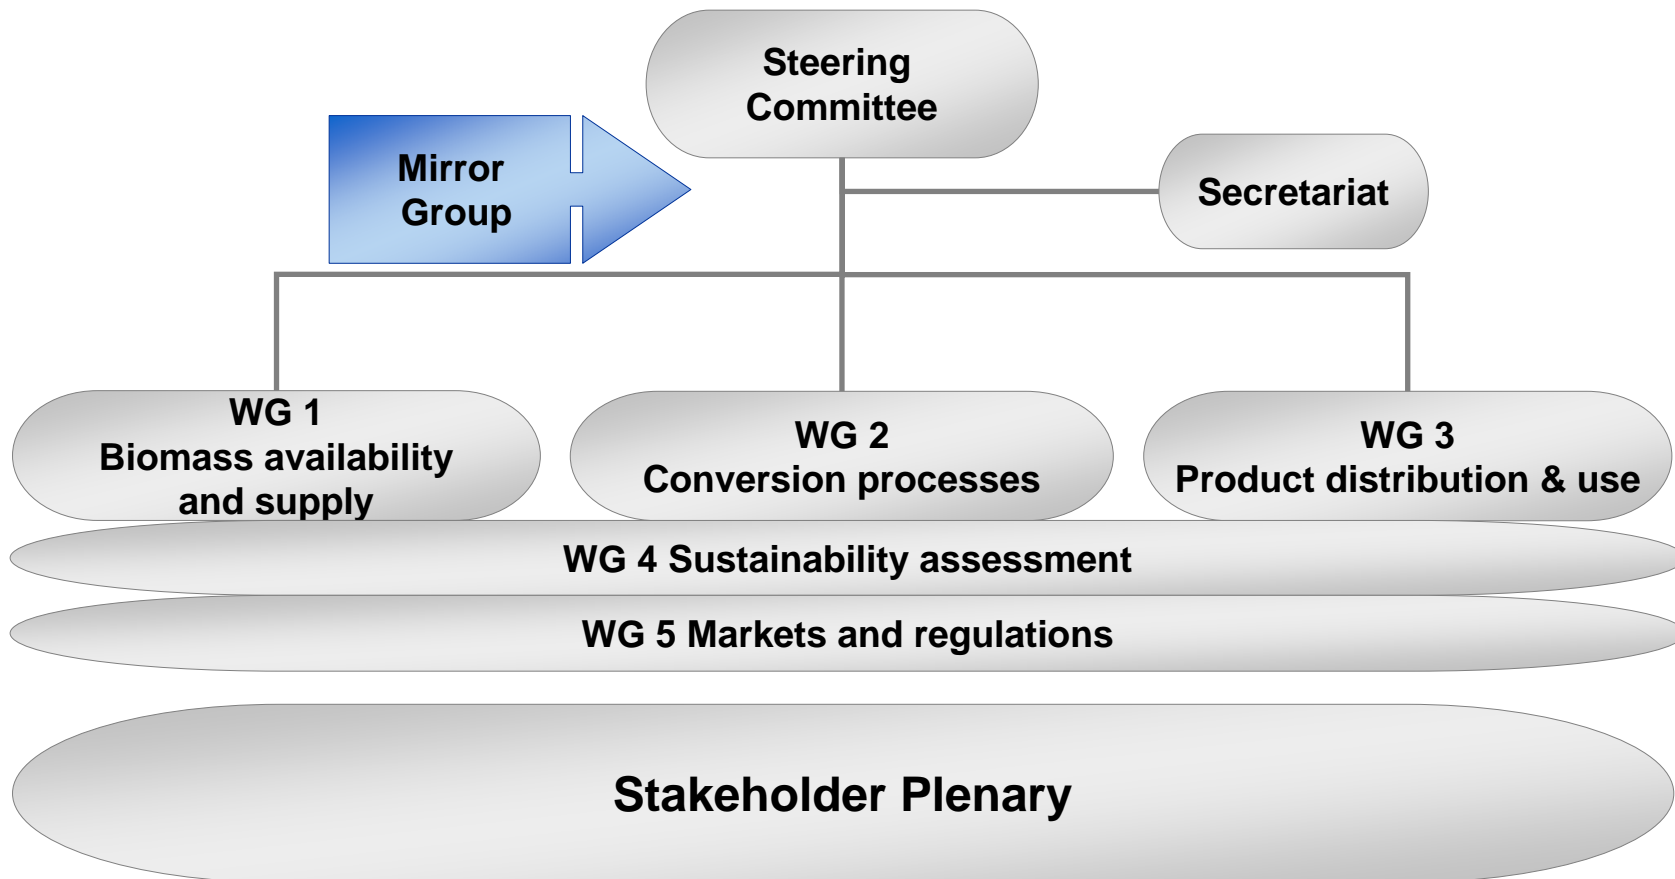 Steering
Committee
Mirror
Group
Secretariat
WG 1
Biomass availability
and supply
WG 2
Conversion processes
WG 3
Product distribution & use
WG 4 Sustainability assessment
WG 5 Markets and regulations
Stakeholder Plenary